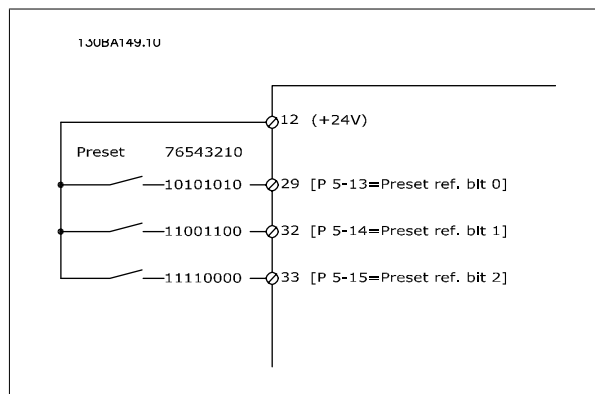 130BA149.10
12 (+24V)
Preset 76543210
10101010 29 [P 5-13=Preset ref. bit 0]
11001100 32 [P 5-14=Preset ref. bit 1]
11110000 33 [P 5-15=Preset ref. bit 2]